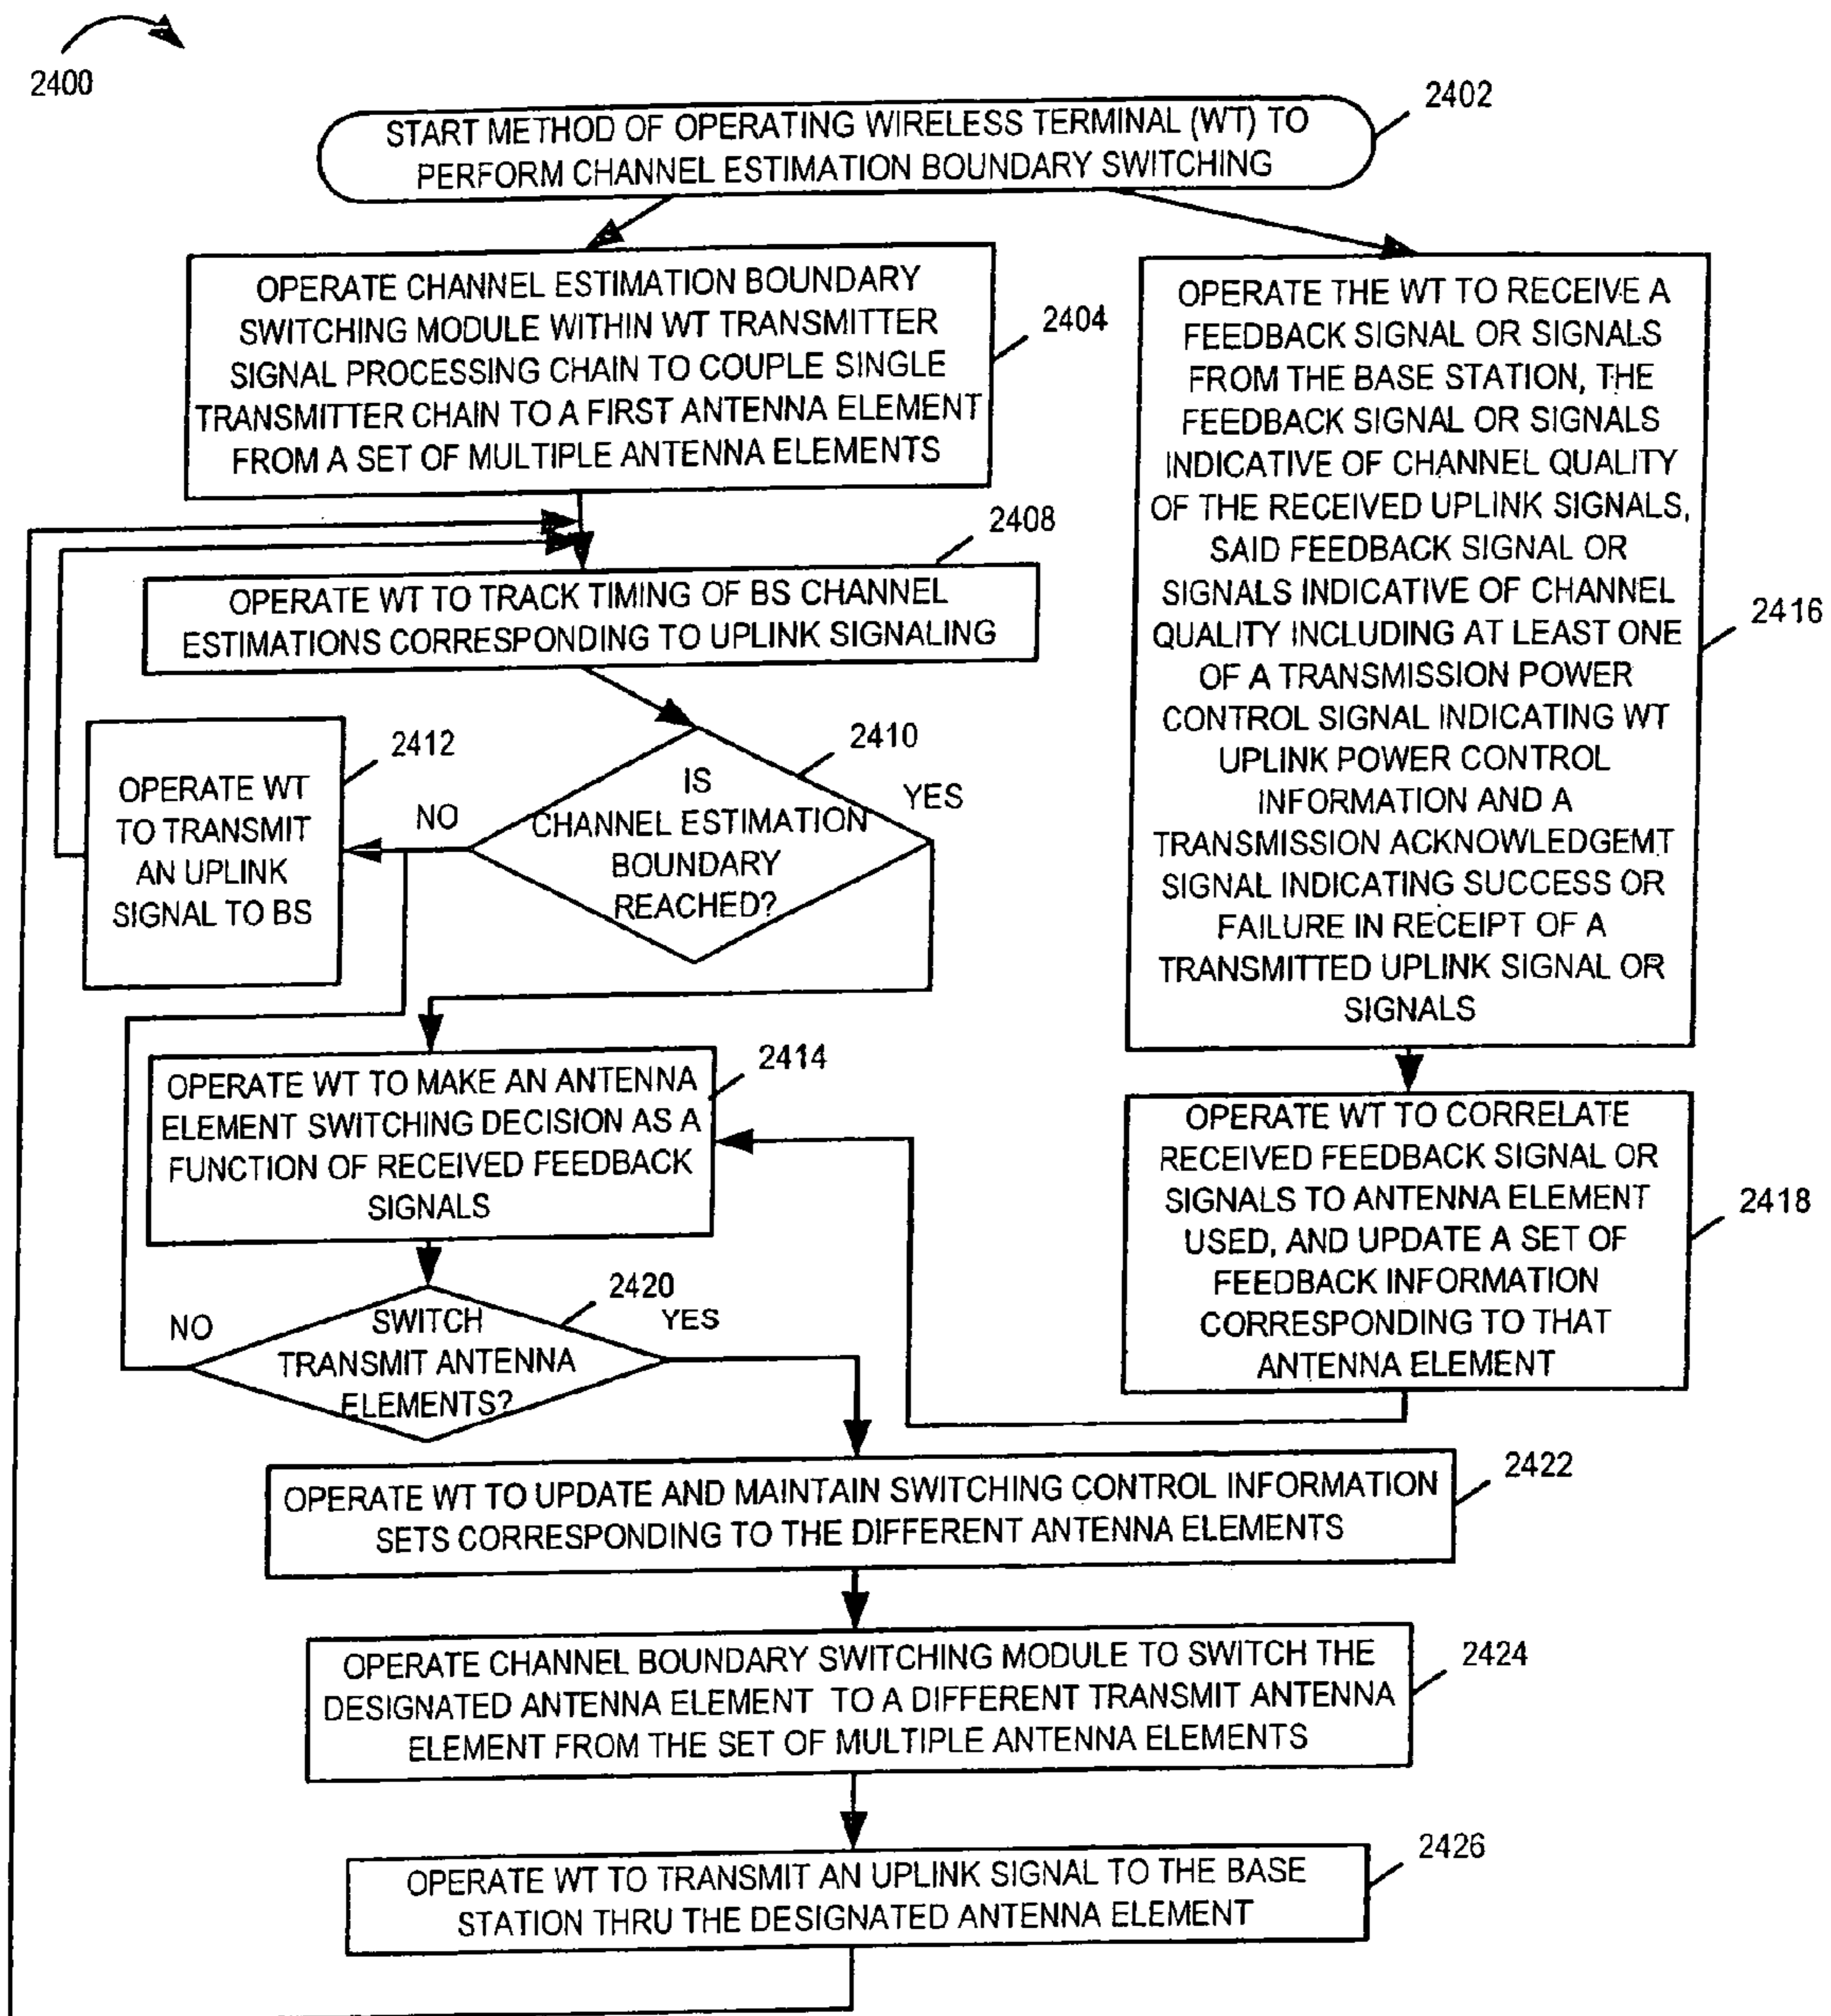 2400
START METHOD OF OPERATING WIRELESS TERMINAL (WT) TO
PERFORM CHANNEL ESTIMATION BOUNDARY SWITCHING
2402
OPERATE CHANNEL ESTIMATION BOUNDARY
SWITCHING MODULE WITHIN WT TRANSMITTER
SIGNAL PROCESSING CHAIN TO COUPLE SINGLE
TRANSMITTER CHAIN TO A FIRST ANTENNA ELEMENT
FROM A SET OF MULTIPLE ANTENNA ELEMENTS
2404
2408
OPERATE WT TO TRACK TIMING OF BS CHANNEL
ESTIMATIONS CORRESPONDING TO UPLINK SIGNALING
2410
IS
CHANNEL ESTIMATION
BOUNDARY
REACHED?
NO
YES
2412
OPERATE WT
TO TRANSMIT
AN UPLINK
SIGNAL TO BS
2414
OPERATE WT TO MAKE AN ANTENNA
ELEMENT SWITCHING DECISION AS A
FUNCTION OF RECEIVED FEEDBACK
SIGNALS
OPERATE THE WT TO RECEIVE A
FEEDBACK SIGNAL OR SIGNALS
FROM THE BASE STATION, THE
FEEDBACK SIGNAL OR SIGNALS
INDICATIVE OF CHANNEL QUALITY
OF THE RECEIVED UPLINK SIGNALS,
SAID FEEDBACK SIGNAL OR
SIGNALS INDICATIVE OF CHANNEL
QUALITY INCLUDING AT LEAST ONE
OF A TRANSMISSION POWER
CONTROL SIGNAL INDICATING WT
UPLINK POWER CONTROL
INFORMATION AND A
TRANSMISSION ACKNOWLEDGEMT
SIGNAL INDICATING SUCCESS OR
FAILURE IN RECEIPT OF A
TRANSMITTED UPLINK SIGNAL OR
SIGNALS
2416
OPERATE WT TO CORRELATE
RECEIVED FEEDBACK SIGNAL OR
SIGNALS TO ANTENNA ELEMENT
USED, AND UPDATE A SET OF
FEEDBACK INFORMATION
CORRESPONDING TO THAT
ANTENNA ELEMENT
2418
2420
NO
SWITCH
TRANSMIT ANTENNA
ELEMENTS?
YES
2422
OPERATE WT TO UPDATE AND MAINTAIN SWITCHING CONTROL INFORMATION
SETS CORRESPONDING TO THE DIFFERENT ANTENNA ELEMENTS
2424
OPERATE CHANNEL BOUNDARY SWITCHING MODULE TO SWITCH THE
DESIGNATED ANTENNA ELEMENT TO A DIFFERENT TRANSMIT ANTENNA
ELEMENT FROM THE SET OF MULTIPLE ANTENNA ELEMENTS
2426
OPERATE WT TO TRANSMIT AN UPLINK SIGNAL TO THE BASE
STATION THRU THE DESIGNATED ANTENNA ELEMENT